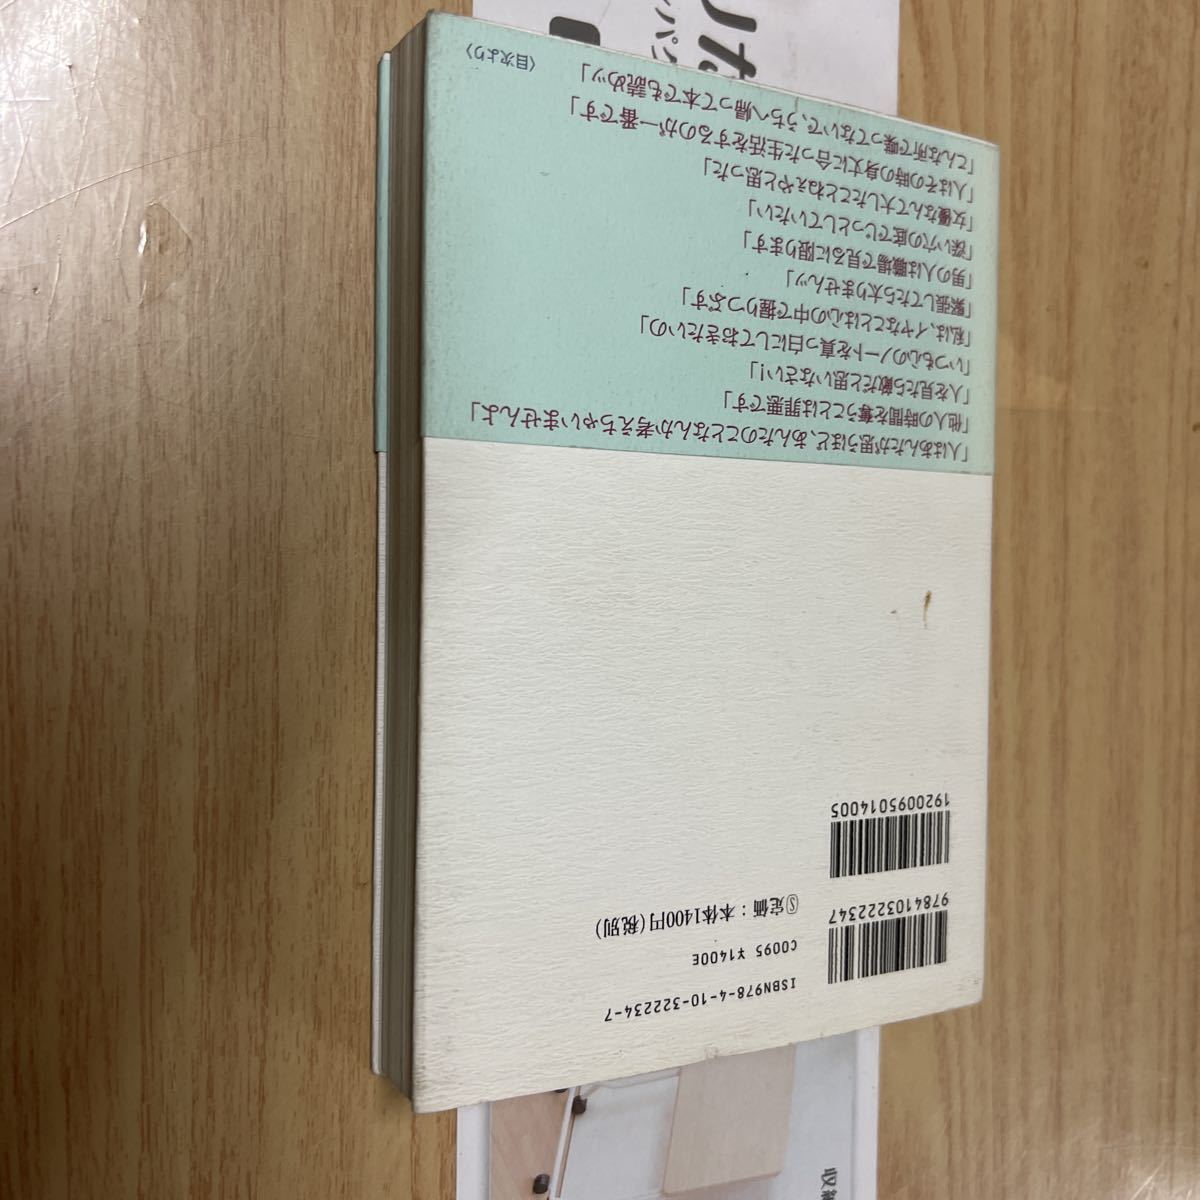 9784103222347
1920095014005
ISBN978-4-10-322234-7
C0095 ¥1400E
Ⓢ定価：本体1400円(税別)
「人はあんたが思うほど、あんたのことなんか考えちゃいませんよ」
「他人の時間を奪うことは罪悪です」
「人を見たら敵だと思いなさい！」
「いつも心のノートを真っ白にしておきたいの」
「私は、イヤなことは心の中で握りつぶす」
「緊張してたら太りませんッ」
「男の人は職場で見るに限ります」
「深い穴の底でじっとしていたい」
「女優なんて大したことねぇやと思った」
「人はその時の身丈に合った生活をするのが一番です」
「こんな所で喋ってないで、うちへ帰って本でも読めッ」
〈目次より〉